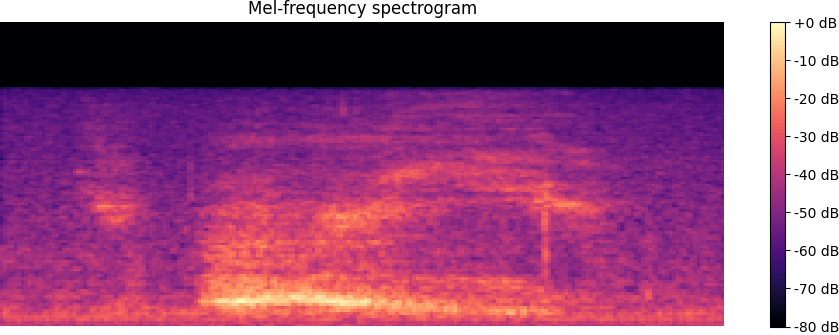 Mel-frequency spectrogram
+0 dB
-10 dB
-20 dB
-30 dB
-40 dB
-50 dB
-60 dB
-70 dB
-80 dB